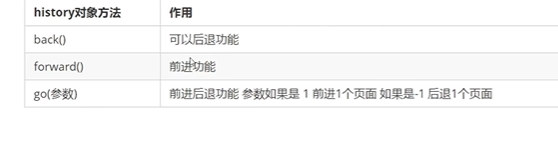 history对象方法 作用
back() 可以后退功能
forward() 前进功能
go(参数) 前进后退功能 参数如果是 1 前进1个页面 如果是-1 后退1个页面